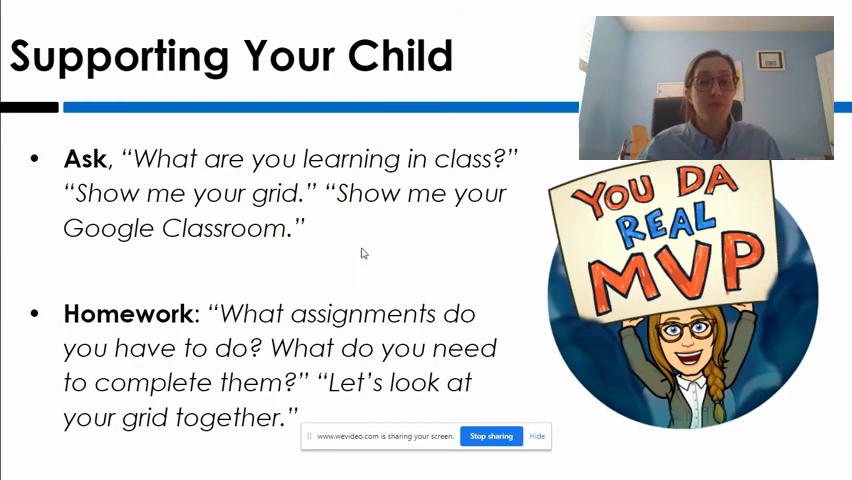 Supporting Your Child
• Ask, “What are you learning in class?”
“Show me your grid.” “Show me your
Google Classroom.”
• Homework: “What assignments do
you have to do? What do you need
to complete them?” “Let’s look at
your grid together.”
YOU DA
REAL
MVP
www.wevideo.com is sharing your screen.
Stop sharing
Hide